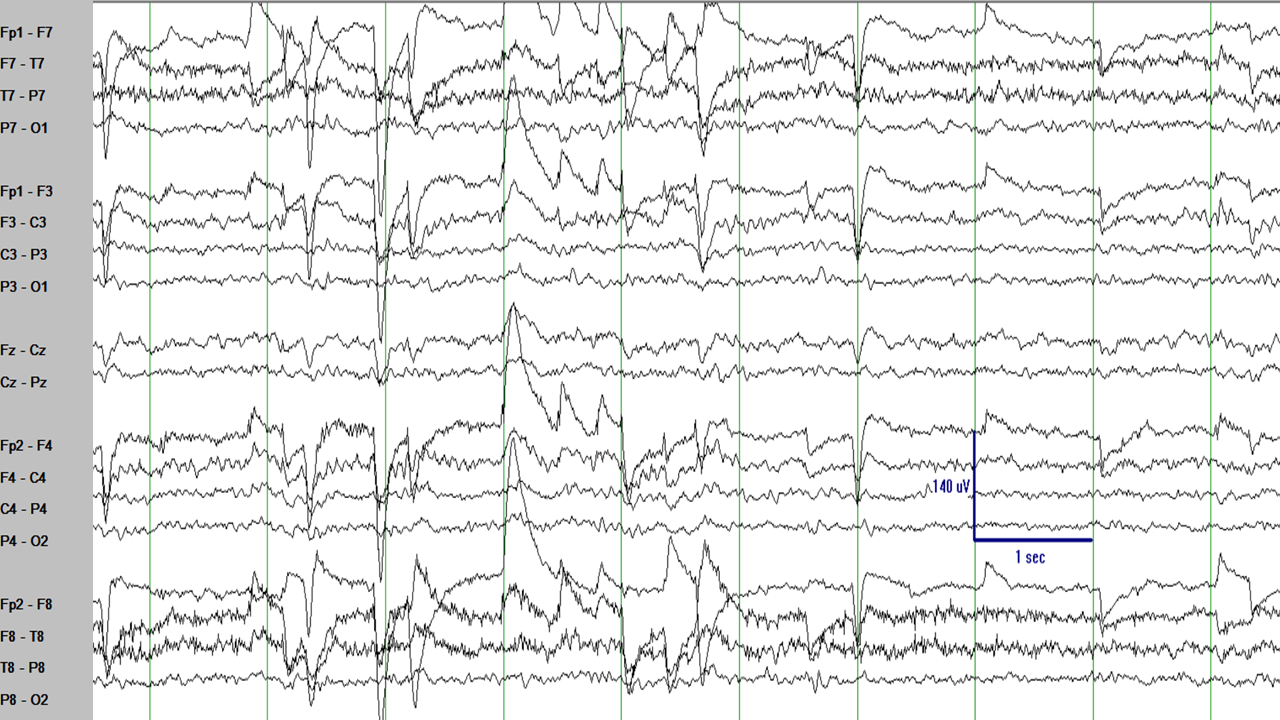 Fp1 - F7
F7 - T7
T7 - P7
P7 - O1
Fp1 - F3
F3 - C3
C3 - P3
P3 - O1
Fz - Cz
Cz - Pz
Fp2 - F4
F4 - C4
C4 - P4
P4 - O2
Fp2 - F8
F8 - T8
T8 - P8
P8 - O2
140 uV
1 sec